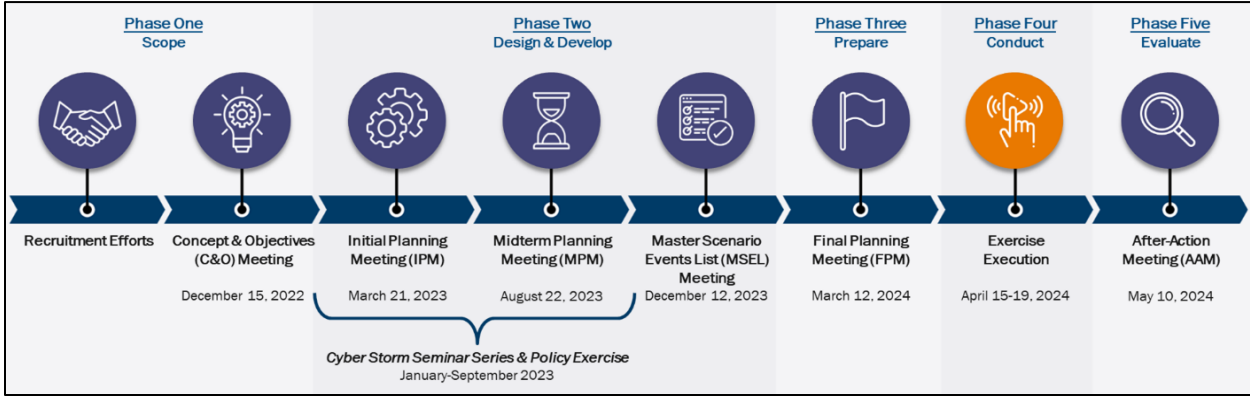 Phase One
Scope
Phase Two
Design & Develop
Phase Three
Prepare
Phase Four
Conduct
Phase Five
Evaluate
Recruitment Efforts
Concept & Objectives
(C&O) Meeting
December 15, 2022
Initial Planning
Meeting (IPM)
March 21, 2023
Midterm Planning
Meeting (MPM)
August 22, 2023
Master Scenario
Events List (MSEL)
Meeting
December 12, 2023
Final Planning
Meeting (FPM)
March 12, 2024
Exercise
Execution
April 15-19, 2024
After-Action
Meeting (AAM)
May 10, 2024
Cyber Storm Seminar Series & Policy Exercise
January-September 2023